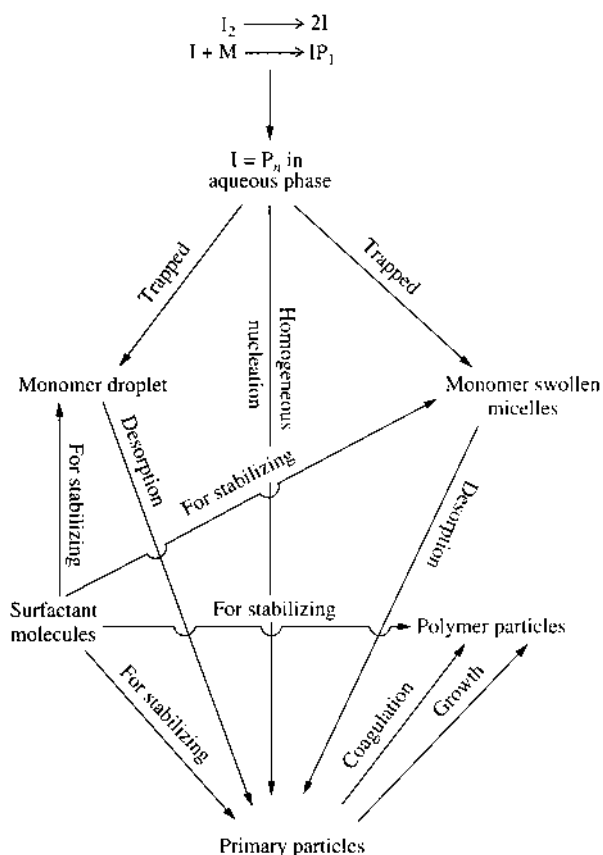 I₂ ⟶ 2I
I + M ⟶ IP₁
I = Pₙ in
aqueous phase
Trapped
Trapped
Homogeneous
nucleation
Monomer droplet
Monomer swollen
micelles
Desorption
For stabilizing
For stabilizing
Desorption
Surfactant
molecules
For stabilizing
Polymer particles
For stabilizing
Coagulation
Growth
Primary particles